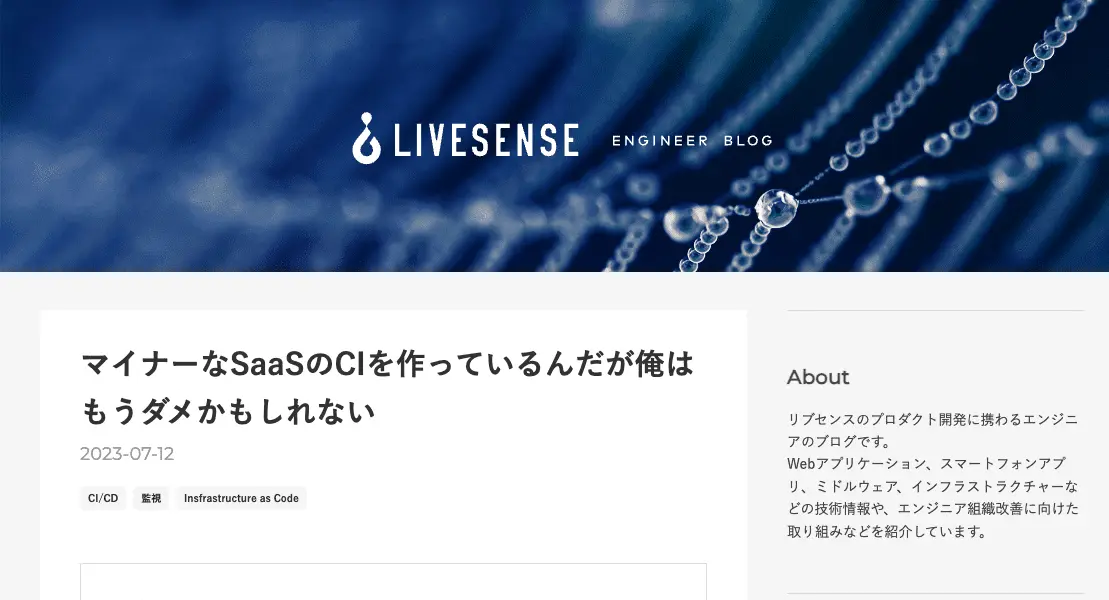 LIVESENSE ENGINEER BLOG
マイナーなSaaSのCIを作っているんだが俺は
もうダメかもしれない
2023-07-12
CI/CD 監視 Insfrastructure as Code
About
リブセンスのプロダクト開発に携わるエンジニ
アのブログです。
Webアプリケーション、スマートフォンアプ
リ、ミドルウェア、インフラストラクチャーな
どの技術情報や、エンジニア組織改善に向けた
取り組みなどを紹介しています。